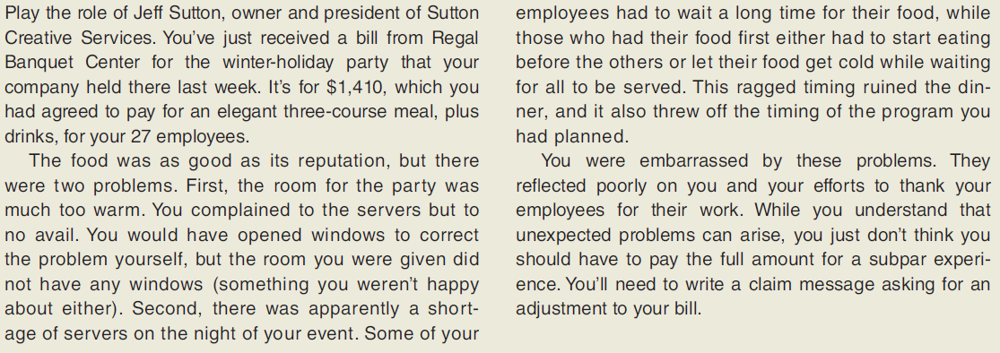 Play the role of Jeff Sutton, owner and president of Sutton
Creative Services. You've just received a bill from Regal
Banquet Center for the winter-holiday party that your
company held there last week. It's for $1,410, which you
had agreed to pay for an elegant three-course meal, plus
drinks, for your 27 employees.
The food was as good as its reputation, but there
were two problems. First, the room for the party was
much too warm. You complained to the servers but to
no avail. You would have opened windows to correct
the problem yourself, but the room you were given did
not have any windows (something you weren't happy
about either). Second, there was apparently a short-
age of servers on the night of your event. Some of your
employees had to wait a long time for their food, while
those who had their food first either had to start eating
before the others or let their food get cold while waiting
for all to be served. This ragged timing ruined the din-
ner, and it also threw off the timing of the program you
had planned.
You were embarrassed by these problems. They
reflected poorly on you and your efforts to thank your
employees for their work. While you understand that
unexpected problems can arise, you just don't think you
should have to pay the full amount for a subpar experi-
ence. You'll need to write a claim message asking for an
adjustment to your bill.